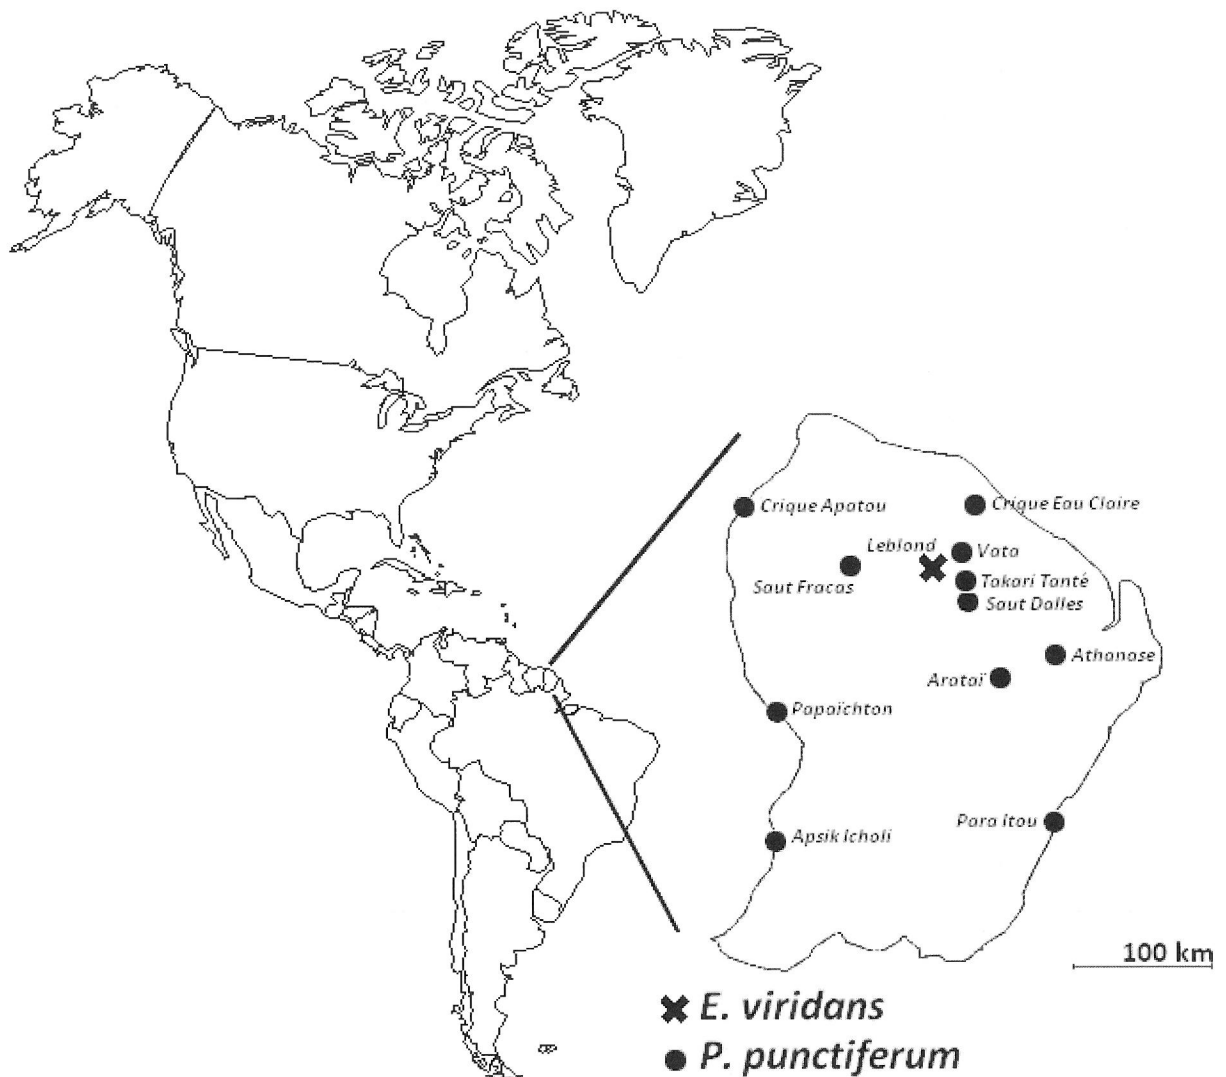 Crique Apatou
Crique Eau Claire
Leblond
Vata
Saut Fracas
Takari Tanté
Saut Dalles
Athanase
Arataï
Papaïchton
Para Itou
Apsik Icholi
100 km
E. viridans
P. punctiferum